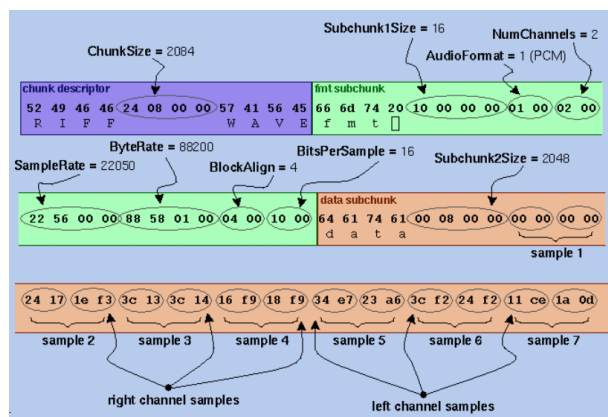 Subchunk1Size = 16
NumChannels = 2
ChunkSize = 2084
AudioFormat = 1 (PCM)
chunk descriptor fmt subchunk
52 49 46 46 24 08 00 00 57 41 56 45 66 6d 74 20 10 00 00 00 01 00 02 00
R I F F W A V E f m t
ByteRate = 88200
BitsPerSample = 16
SampleRate = 22050 BlockAlign = 4 Subchunk2Size = 2048
data subchunk
22 56 00 00 88 58 01 00 04 00 10 00 64 61 74 61 00 08 00 00 00 00 00 00
d a t a
sample 1
24 17 1e f3 3c 13 3c 14 16 f9 18 f9 34 e7 23 a6 3c f2 24 f2 11 ce 1a 0d
sample 2 sample 3 sample 4 sample 5 sample 6 sample 7
right channel samples left channel samples